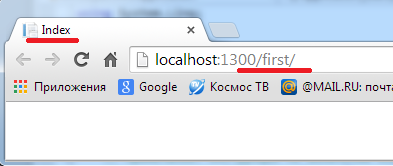 Index
localhost:1300/first/
Приложения Google Космос ТВ @MAIL.RU: почта